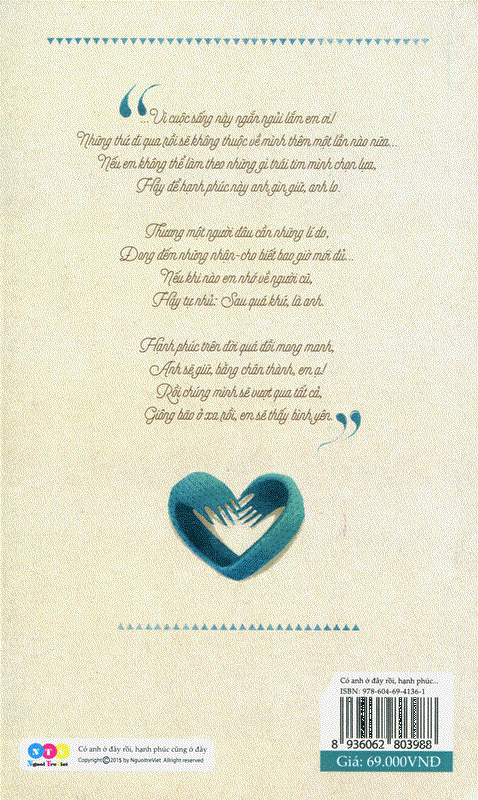 ...Vì cuộc sống này ngắn ngủi lắm em ơi!
Những thứ đi qua rồi sẽ không thuộc về mình thêm một lần nào nữa...
Nếu em không thể làm theo những gì trái tim mình chọn lựa,
Hãy để hạnh phúc này anh gìn giữ, anh lo.
Thương một người đâu cần những lí do,
Đong đếm những nhận-cho biết bao giờ mới đủ...
Nếu khi nào em nhớ về người cũ,
Hãy tự nhủ: Sau quá khứ, là anh.
Hạnh phúc trên đời quá đỗi mong manh,
Anh sẽ giữ, bằng chân thành, em ạ!
Rồi chúng mình sẽ vượt qua tất cả,
Giông bão ở xa rồi, em sẽ thấy bình yên.
Có anh ở đây rồi, hạnh phúc...
ISBN: 978-604-69-4136-1
8 936062 803988
Giá: 69.000VNĐ
NTV
Người Trẻ Việt
Có anh ở đây rồi, hạnh phúc cũng ở đây
Copyright©2015 by NguoitreViet Allright reserved